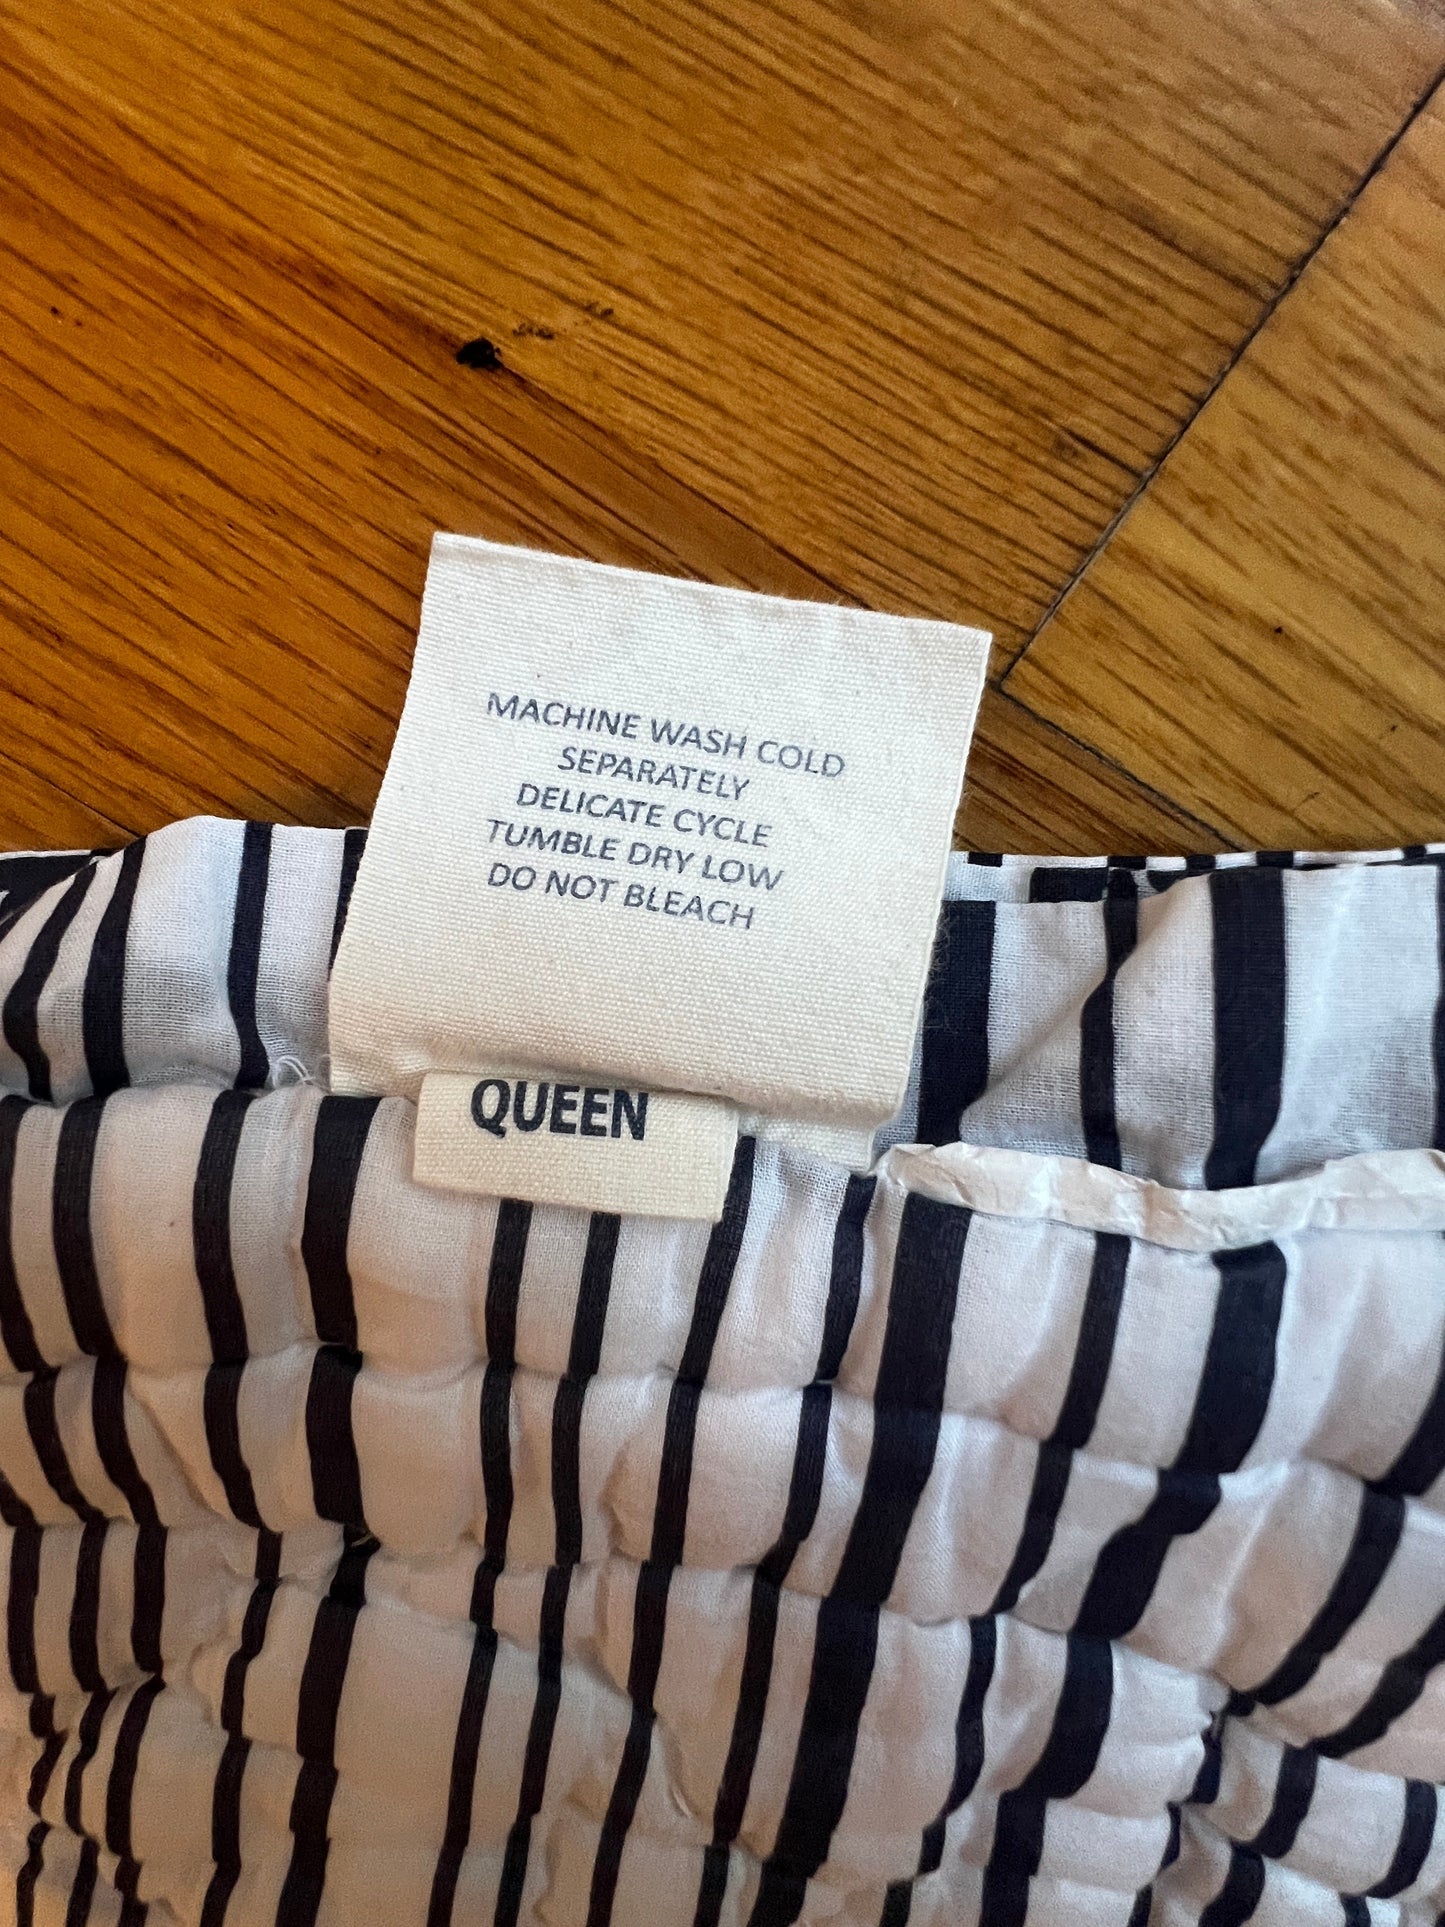 MACHINE WASH COLD
SEPARATELY
DELICATE CYCLE
TUMBLE DRY LOW
DO NOT BLEACH
QUEEN